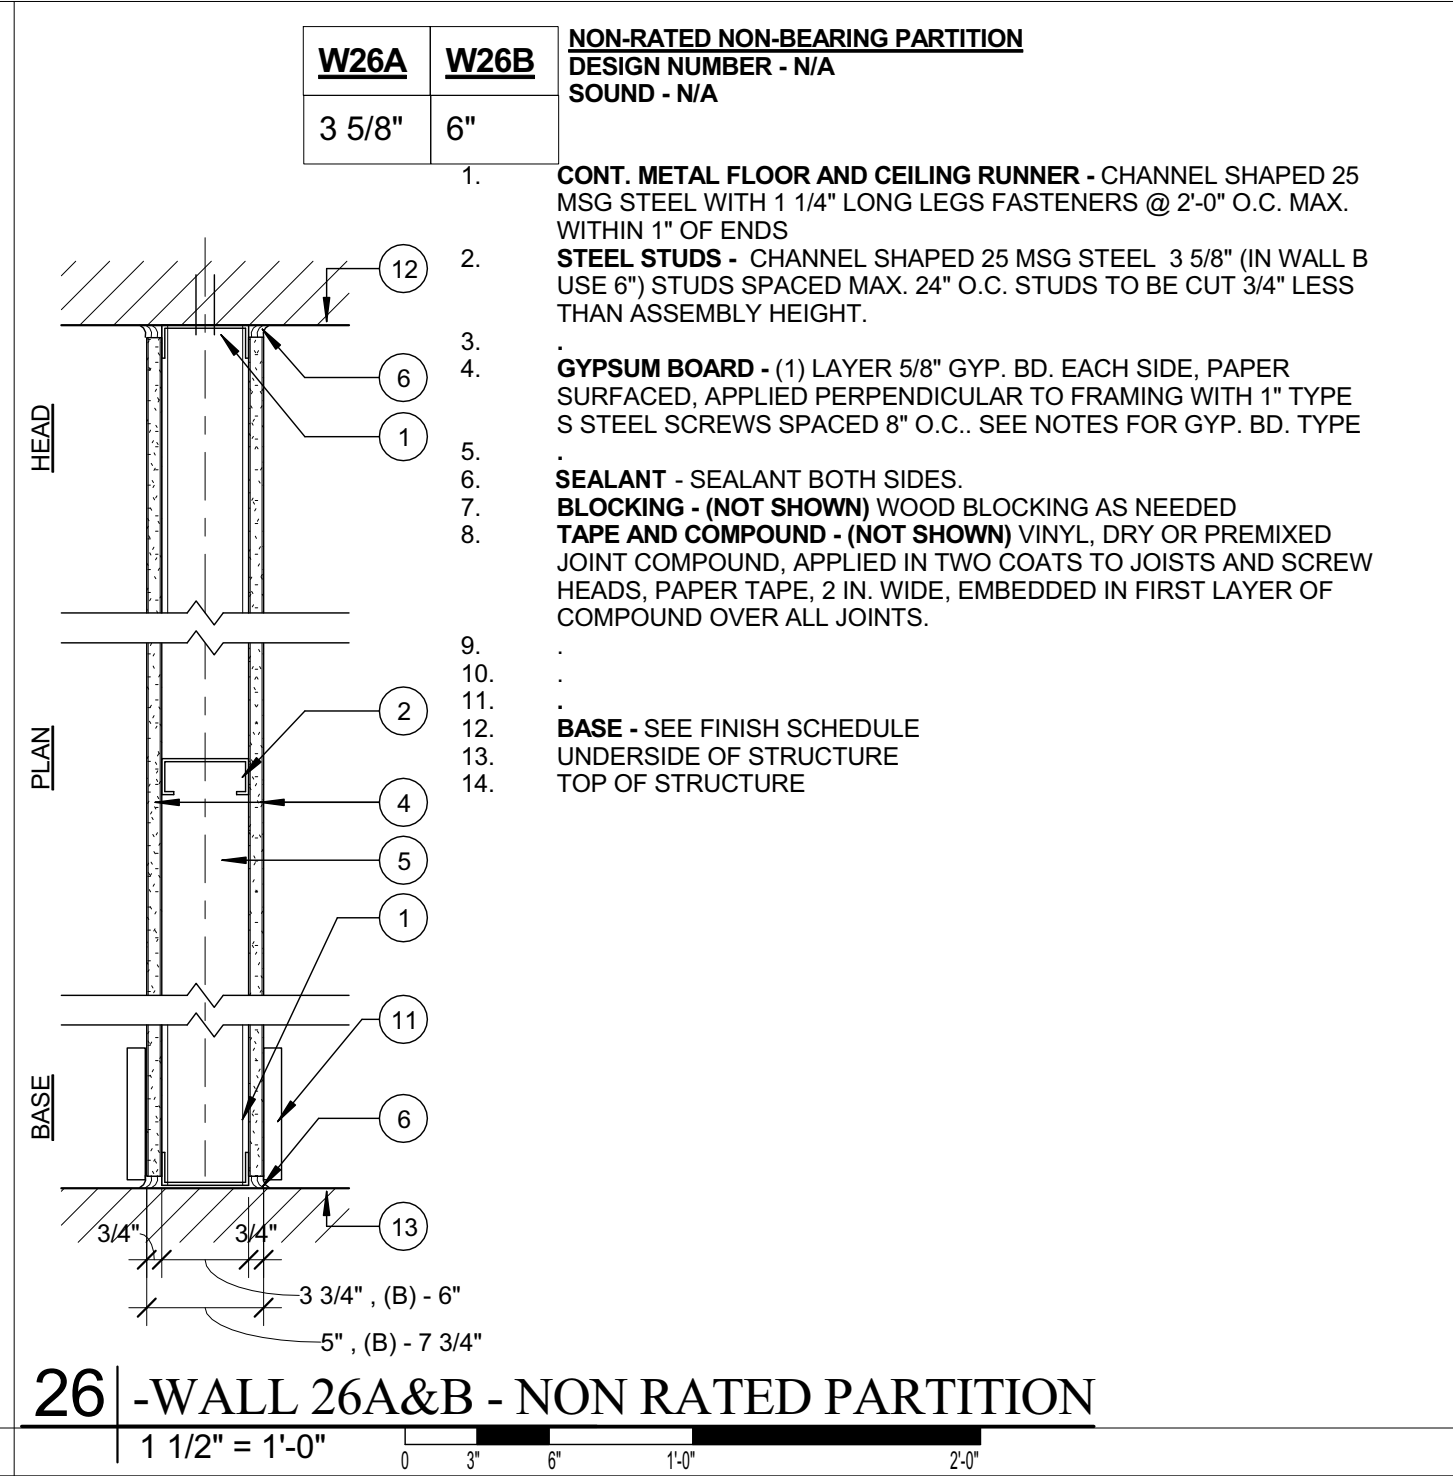 W26A W26B
3 5/8" 6"
NON-RATED NON-BEARING PARTITION
DESIGN NUMBER - N/A
SOUND - N/A
1. CONT. METAL FLOOR AND CEILING RUNNER - CHANNEL SHAPED 25
MSG STEEL WITH 1 1/4" LONG LEGS FASTENERS @ 2'-0" O.C. MAX.
WITHIN 1" OF ENDS
2. STEEL STUDS - CHANNEL SHAPED 25 MSG STEEL 3 5/8" (IN WALL B
USE 6") STUDS SPACED MAX. 24" O.C. STUDS TO BE CUT 3/4" LESS
THAN ASSEMBLY HEIGHT.
3. .
4. GYPSUM BOARD - (1) LAYER 5/8" GYP. BD. EACH SIDE, PAPER
SURFACED, APPLIED PERPENDICULAR TO FRAMING WITH 1" TYPE
S STEEL SCREWS SPACED 8" O.C.. SEE NOTES FOR GYP. BD. TYPE
5. .
6. SEALANT - SEALANT BOTH SIDES.
7. BLOCKING - (NOT SHOWN) WOOD BLOCKING AS NEEDED
8. TAPE AND COMPOUND - (NOT SHOWN) VINYL, DRY OR PREMIXED
JOINT COMPOUND, APPLIED IN TWO COATS TO JOISTS AND SCREW
HEADS, PAPER TAPE, 2 IN. WIDE, EMBEDDED IN FIRST LAYER OF
COMPOUND OVER ALL JOINTS.
9. .
10. .
11. .
12. BASE - SEE FINISH SCHEDULE
13. UNDERSIDE OF STRUCTURE
14. TOP OF STRUCTURE
12
6
HEAD
1
PLAN
2
4
5
1
11
BASE
6
13
3/4" 3/4"
3 3/4" , (B) - 6"
5" , (B) - 7 3/4"
26 -WALL 26A&B - NON RATED PARTITION
1 1/2" = 1'-0"
0 3" 6" 1'-0" 2'-0"